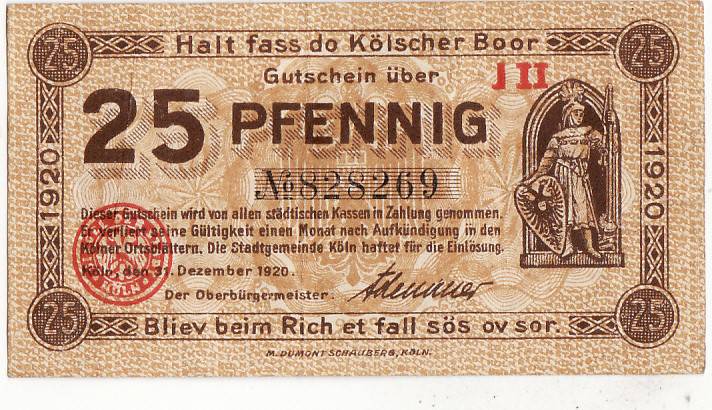 25 Halt fass do Kölscher Boor 25
Gutschein über
J II
25 PFENNIG
1920
1920
№828269
Dieser Gutschein wird von allen städtischen Kassen in Zahlung genommen.
Er verliert seine Gültigkeit einen Monat nach Aufkündigung in den
Kölner Ortsblättern. Die Stadtgemeinde Köln haftet für die Einlösung.
Köln, den 31. Dezember 1920.
Der Oberbürgermeister:
Adenauer
KÖLN
25 Bliev beim Rich et fall sös ov sor. 25
M. DUMONT SCHAUBERG, KÖLN.